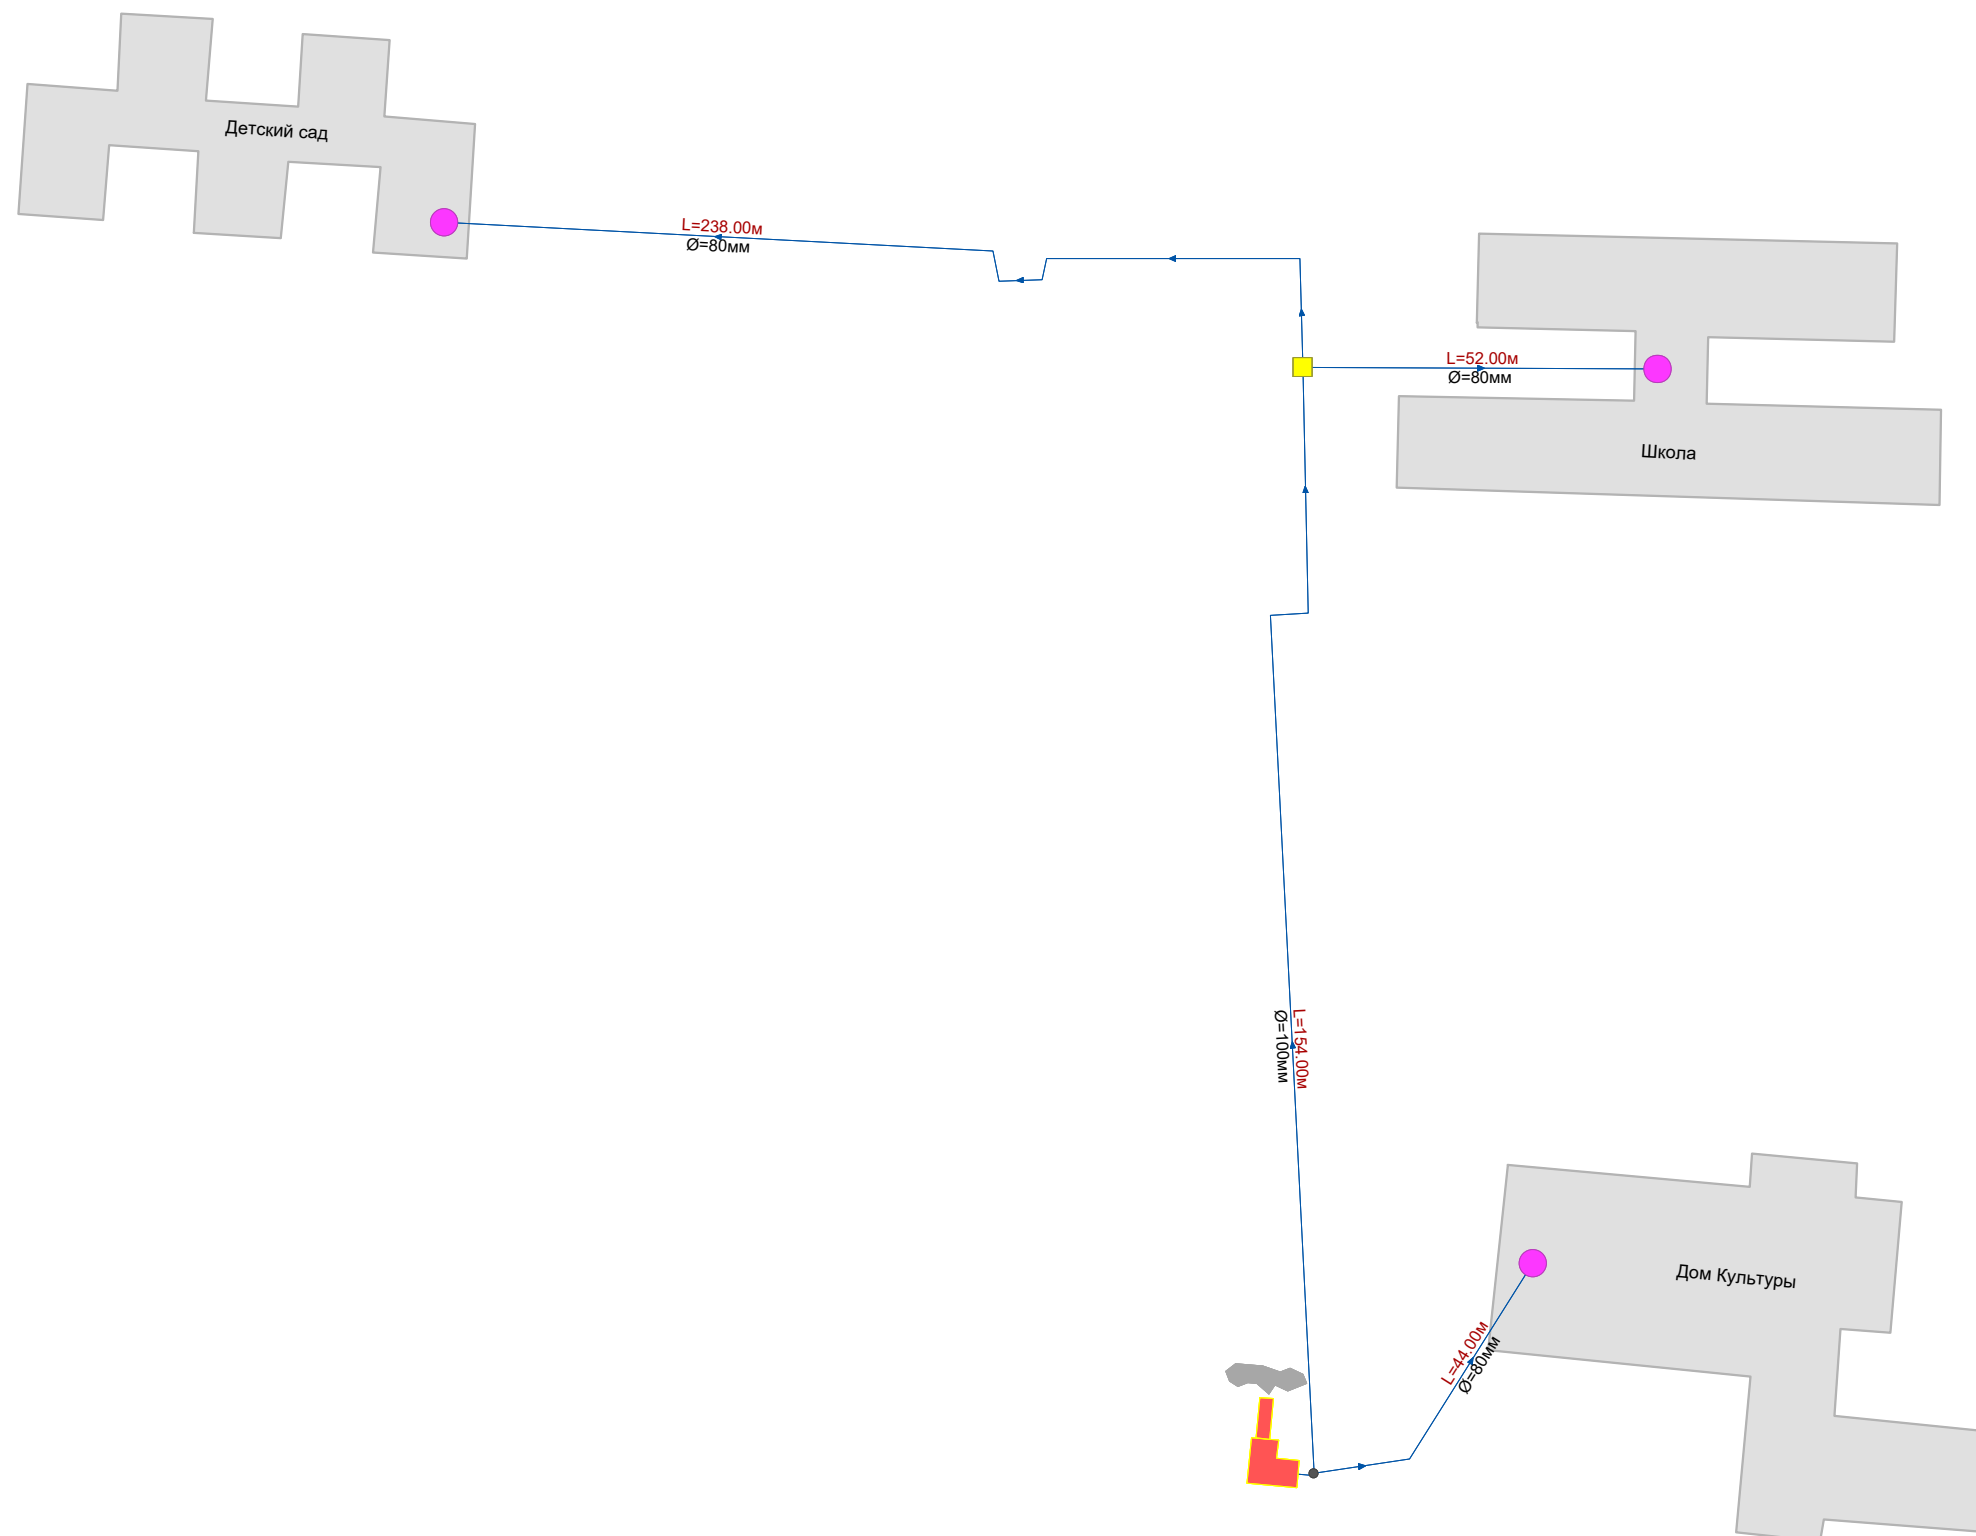 Детский сад
L=238.00м
Ø=80мм
L=52.00м
Ø=80мм
Школа
L=154.00м
Ø=100мм
Дом Культуры
L=44.00м
Ø=80мм